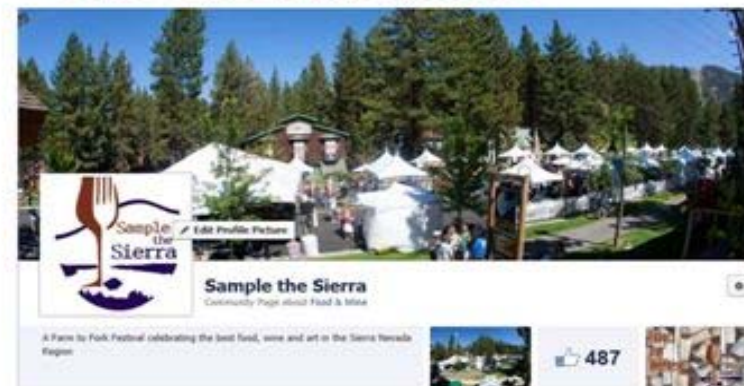 Sample
the
Sierra
Edit Profile Picture
Sample the Sierra
Community Page about Food & Wine
A Farm to Fork Festival celebrating the best food, wine and art in the Sierra Nevada
Region
487